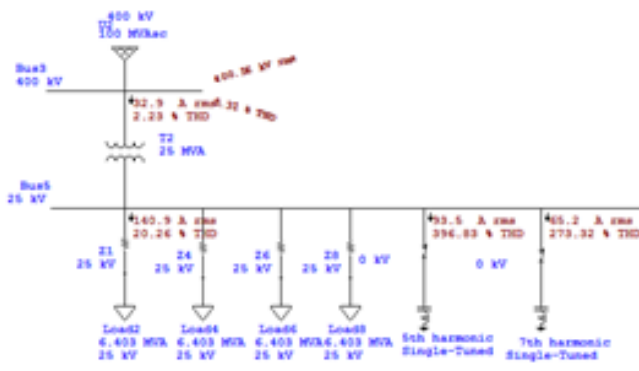 400 kV
100 MVAsc
Bus3
400 kV
400.36 kV rms
32.9 A rms
2.23 % THD
% THD
T2
25 MVA
Bus5
25 kV
140.9 A rms
20.26 % THD
93.5 A rms
396.83 % THD
65.2 A rms
273.32 % THD
Z1
25 kV
Z4
25 kV
Z6
25 kV
Z8
25 kV
0 kV
0 kV
Load2
6.403 MVA
25 kV
Load4
6.403 MVA
25 kV
Load6
6.403 MVA
25 kV
Load8
6.403 MVA
25 kV
5th harmonic
Single-Tuned
7th harmonic
Single-Tuned